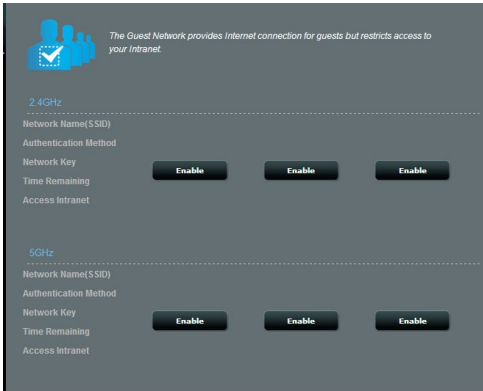 The Guest Network provides Internet connection for guests but restricts access to
your Intranet.
2.4GHz
Network Name(SSID)
Authentication Method
Network Key
Enable Enable Enable
Time Remaining
Access Intranet
5GHz
Network Name(SSID)
Authentication Method
Network Key
Enable Enable Enable
Time Remaining
Access Intranet